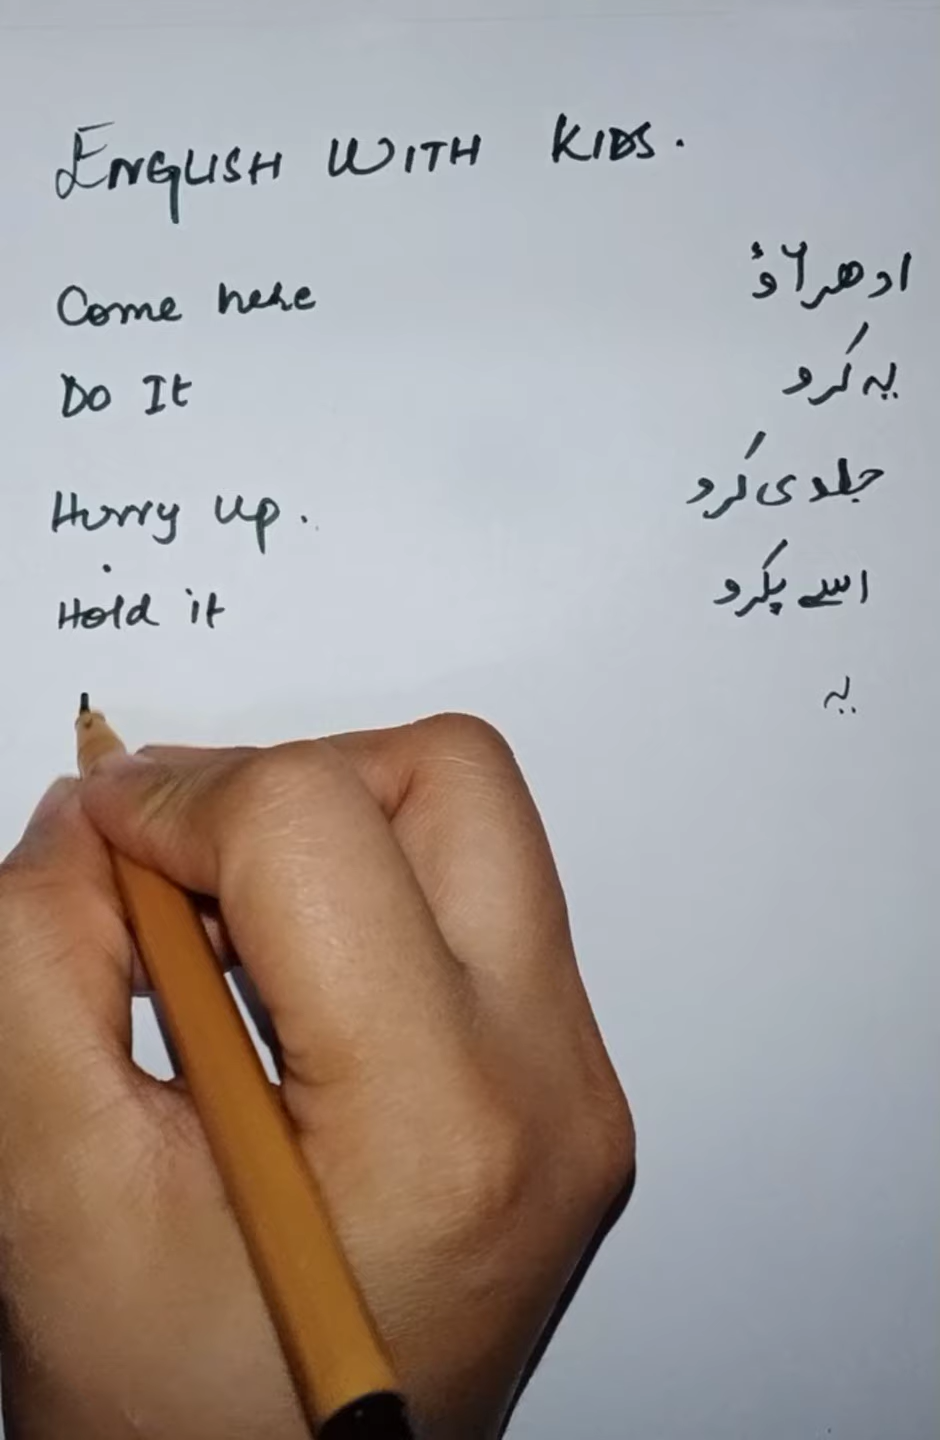 ENGLISH WITH KIDS.
Come here ادھر آؤ
Do It یہ کرو
Hurry up. جلدی کرو
Hold it اسے پکرو
یہ